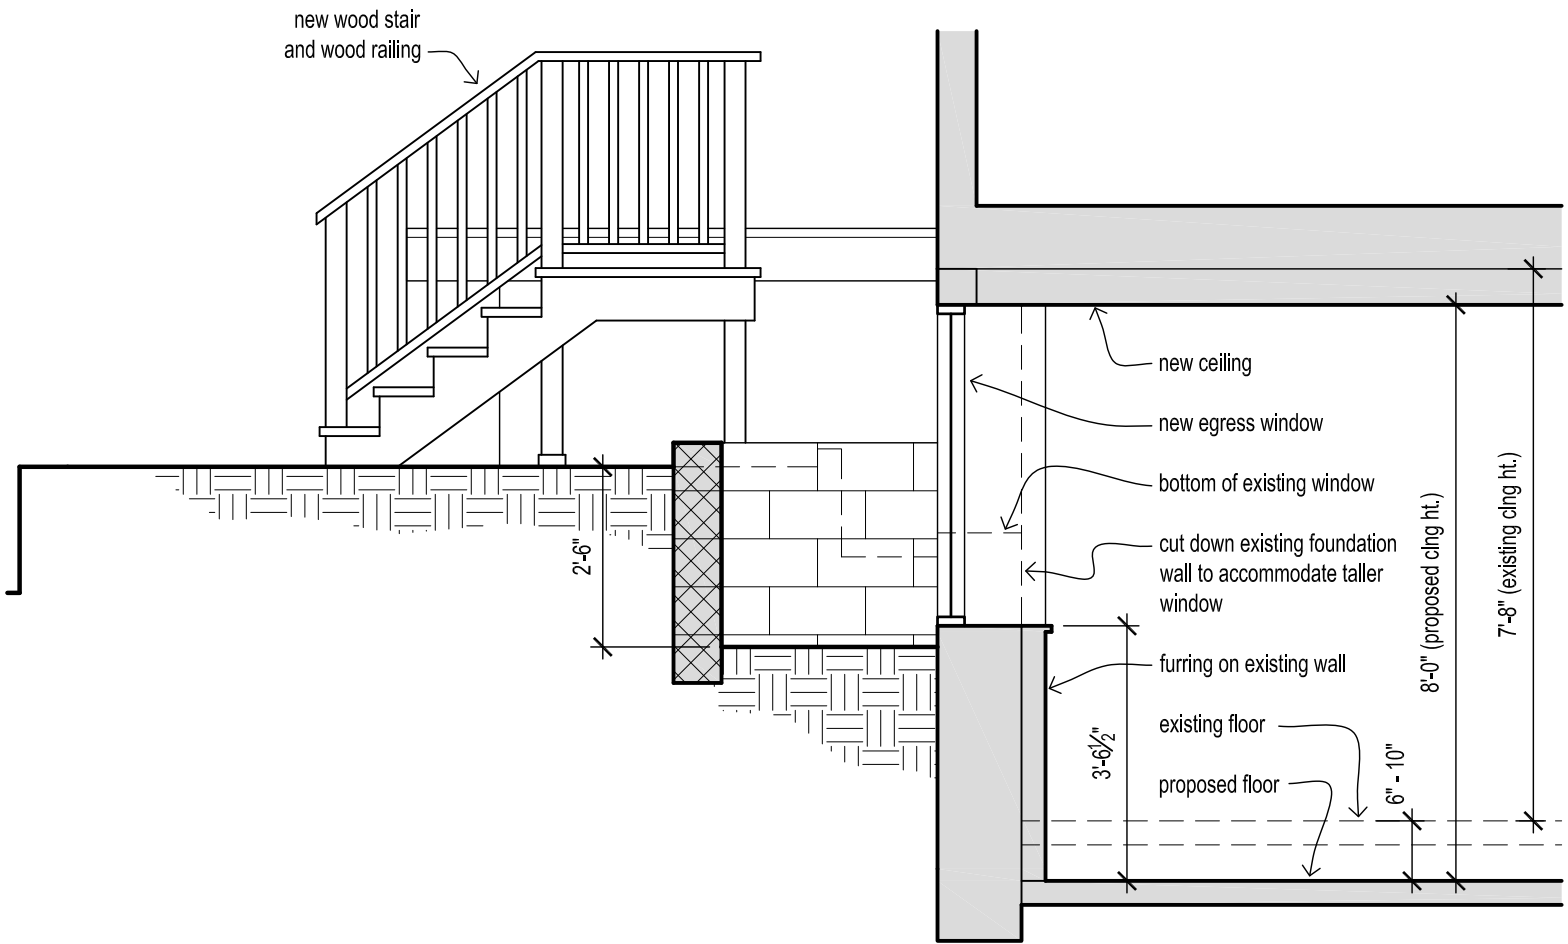 new wood stair
and wood railing
new ceiling
new egress window
bottom of existing window
cut down existing foundation
wall to accommodate taller
window
furring on existing wall
existing floor
proposed floor
2'-6"
3'-6½"
6" - 10"
8'-0" (proposed clng ht.)
7'-8" (existing clng ht.)